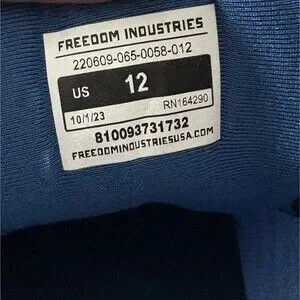 FREEDOM INDUSTRIES
220609-065-0058-012
US 12
10/1/23 RN164290
810093731732
FREEDOMINDUSTRIESUSA.COM